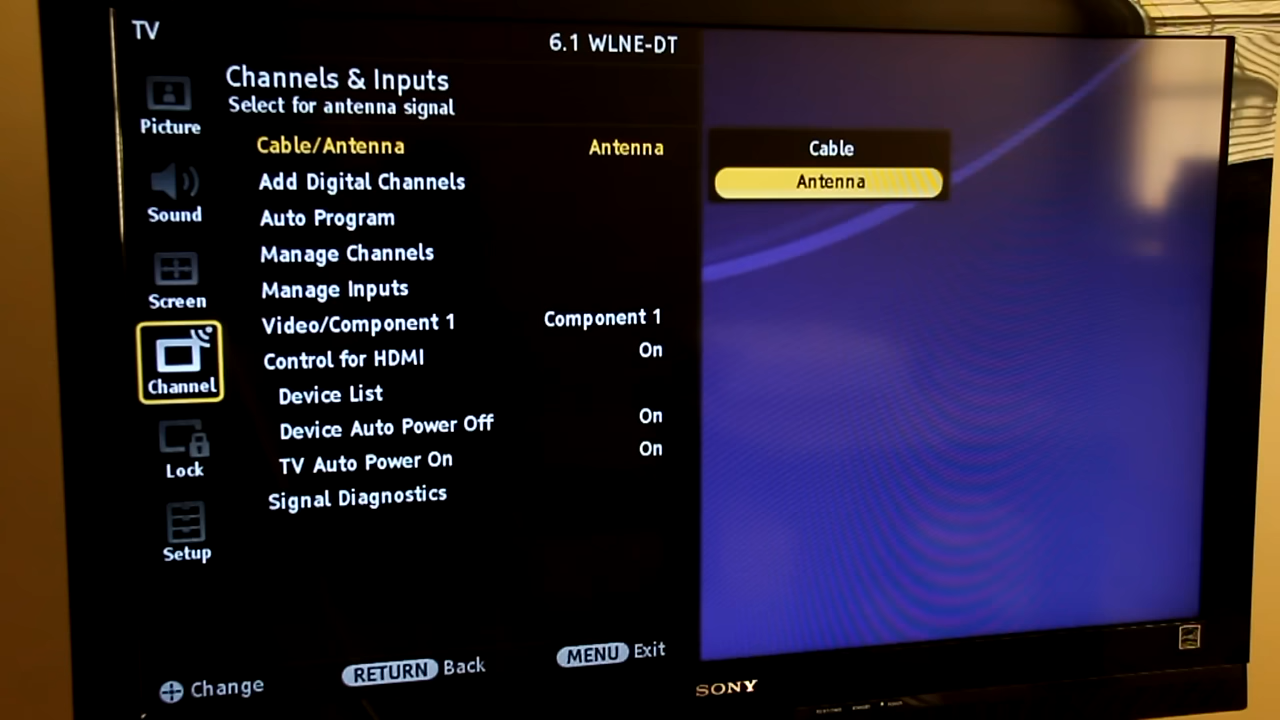 TV
6.1 WLNE-DT
Channels & Inputs
Select for antenna signal
Picture
Sound
Screen
Channel
Lock
Setup
Cable/Antenna Antenna
Add Digital Channels
Auto Program
Manage Channels
Manage Inputs
Video/Component 1 Component 1
Control for HDMI On
Device List
Device Auto Power Off On
TV Auto Power On On
Signal Diagnostics
Cable
Antenna
Change
RETURN Back
MENU Exit
SONY